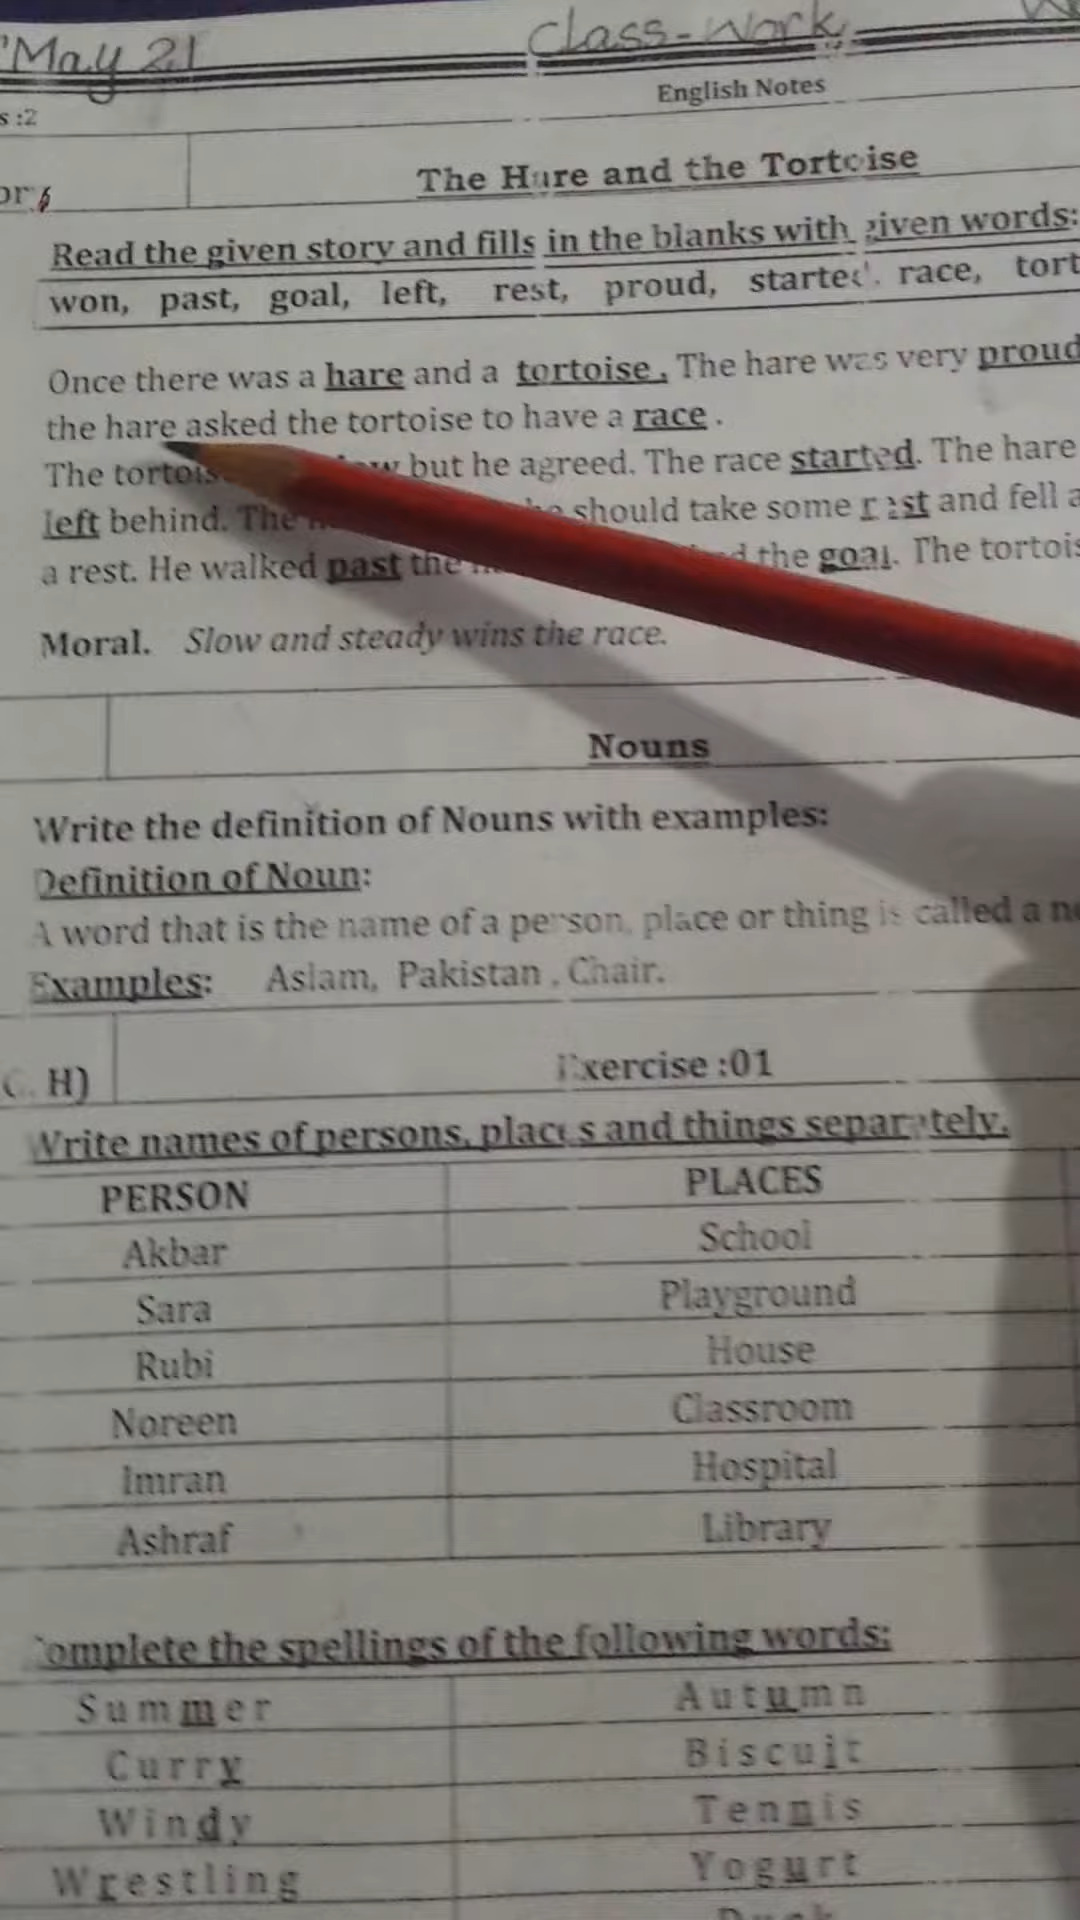 May 21 Class-Work
English Notes
s :2
The Hare and the Tortoise
Read the given story and fills in the blanks with given words:
won, past, goal, left, rest, proud, started, race, tort
Once there was a hare and a tortoise. The hare was very proud
the hare asked the tortoise to have a race .
The but he agreed. The race started. The hare
left behind. The should take some rest and fell a
a rest. He walked past the the goal. The tortois
Moral. Slow and steady wins the race.
Nouns
Write the definition of Nouns with examples:
Definition of Noun:
A word that is the name of a person, place or thing is called a n
Examples: Aslam, Pakistan , Chair.
H) Exercise :01
Write names of persons, places and things separately.
PERSON PLACES
Akbar School
Sara Playground
Rubi House
Noreen Classroom
Imran Hospital
Ashraf Library
Complete the spellings of the following words:
Summer Autumn
Curry Biscuit
Windy Tennis
Wrestling Yogurt